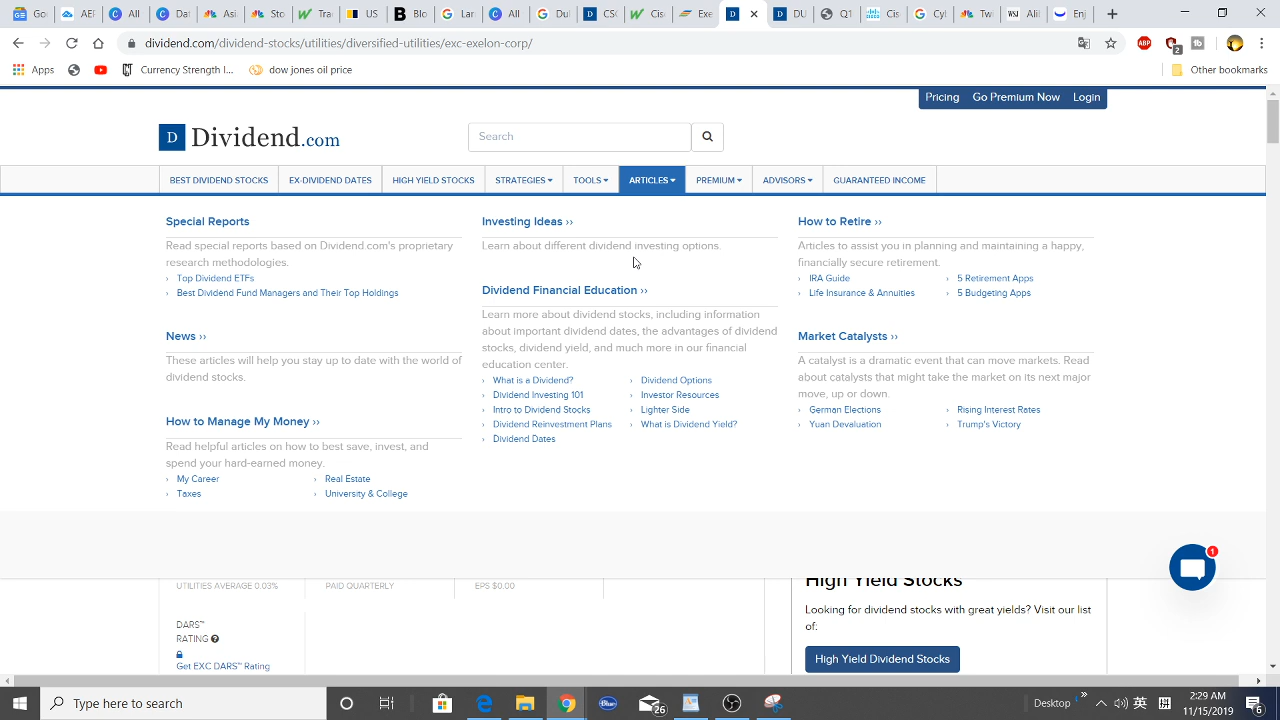 AE
All
De
Sto
Tra
US
Blo
Lar
All
Dul
Cis
Exe
DU
Q1
Cis
Cyl
Tw
WSJ
Ali
Enj
dividend.com/dividend-stocks/utilities/diversified-utilities/exc-exelon-corp/
ABP
2
Apps
Currency Strength I...
dow jones oil price
Other bookmarks
Pricing
Go Premium Now
Login
D Dividend.com
Search
BEST DIVIDEND STOCKS
EX-DIVIDEND DATES
HIGH YIELD STOCKS
STRATEGIES
TOOLS
ARTICLES
PREMIUM
ADVISORS
GUARANTEED INCOME
Special Reports
Read special reports based on Dividend.com's proprietary
research methodologies.
› Top Dividend ETFs
› Best Dividend Fund Managers and Their Top Holdings
News ››
These articles will help you stay up to date with the world of
dividend stocks.
How to Manage My Money ››
Read helpful articles on how to best save, invest, and
spend your hard-earned money.
› My Career
› Real Estate
› Taxes
› University & College
Investing Ideas ››
Learn about different dividend investing options.
Dividend Financial Education ››
Learn more about dividend stocks, including information
about important dividend dates, the advantages of dividend
stocks, dividend yield, and much more in our financial
education center.
› What is a Dividend?
› Dividend Options
› Dividend Investing 101
› Investor Resources
› Intro to Dividend Stocks
› Lighter Side
› Dividend Reinvestment Plans
› What is Dividend Yield?
› Dividend Dates
How to Retire ››
Articles to assist you in planning and maintaining a happy,
financially secure retirement.
› IRA Guide
› 5 Retirement Apps
› Life Insurance & Annuities
› 5 Budgeting Apps
Market Catalysts ››
A catalyst is a dramatic event that can move markets. Read
about catalysts that might take the market on its next major
move, up or down.
› German Elections
› Rising Interest Rates
› Yuan Devaluation
› Trump's Victory
1
UTILITIES AVERAGE 0.03%
PAID QUARTERLY
EPS $0.00
DARS™
RATING
Get EXC DARS™ Rating
High Yield Stocks
Looking for dividend stocks with great yields? Visit our list
of:
High Yield Dividend Stocks
Type here to search
Blue
26
Desktop
»
英
拼
2:29 AM
11/15/2019
6